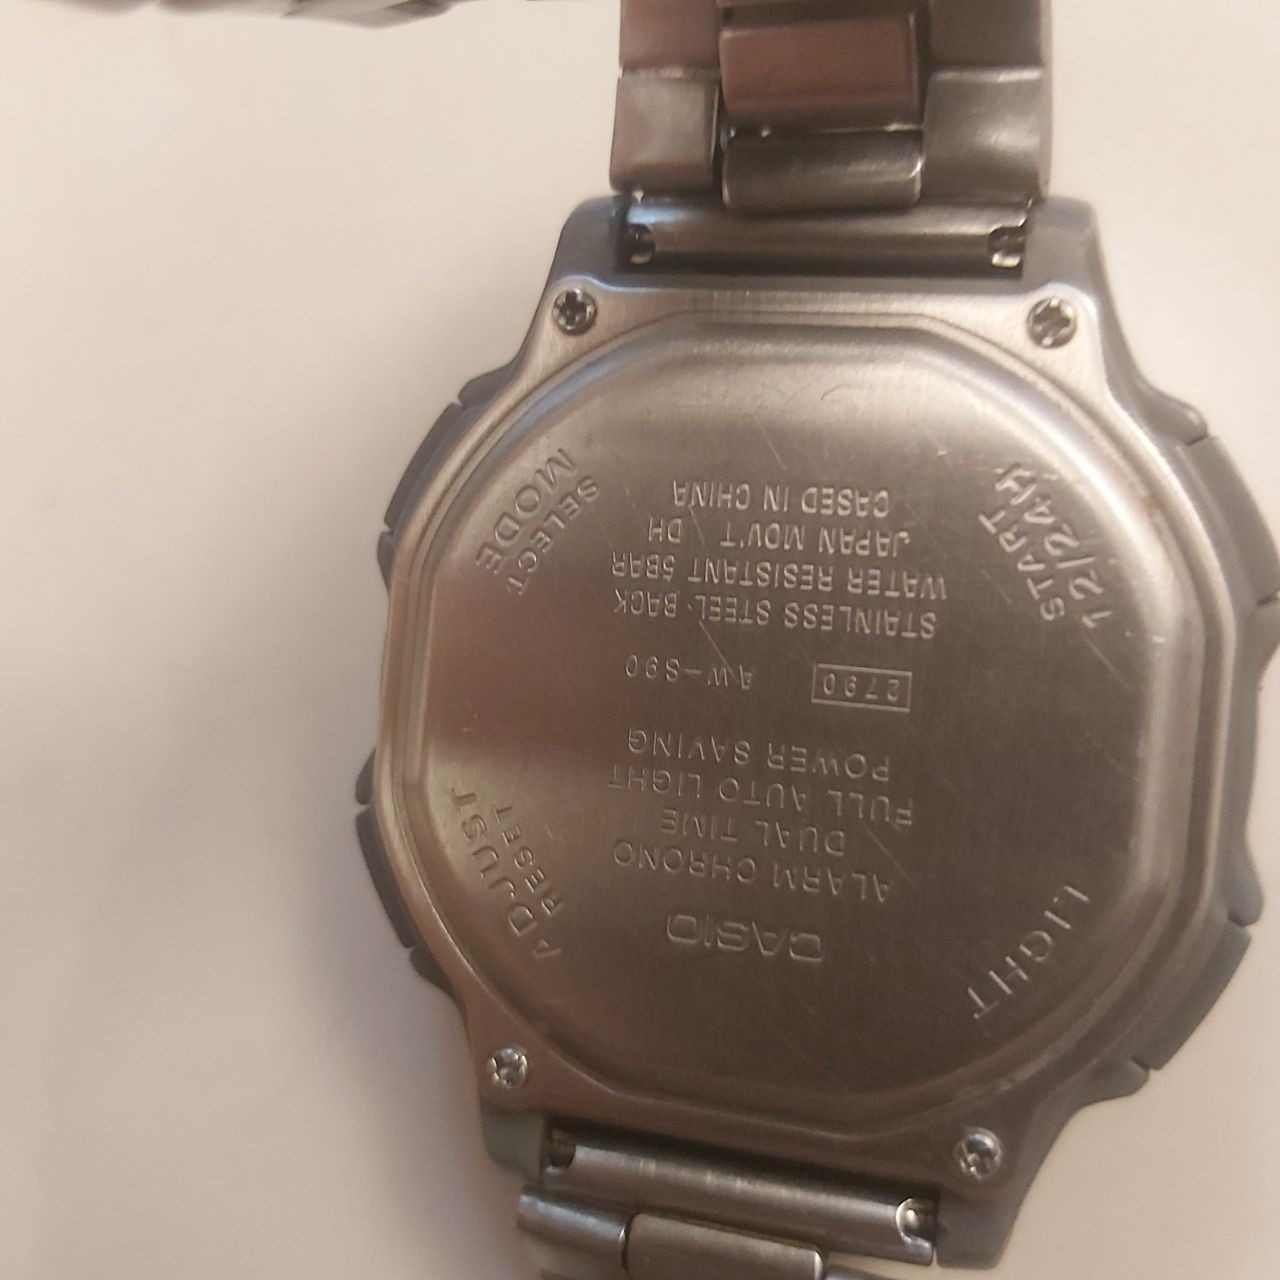 CASIO
ALARM CHRONO
DUAL TIME
FULL AUTO LIGHT
POWER SAVING
2790 AW-S90
STAINLESS STEEL BACK
WATER RESISTANT 5BAR
JAPAN MOV'T DH
CASED IN CHINA
LIGHT
ADJUST
RESET
START
12/24H
SELECT
MODE